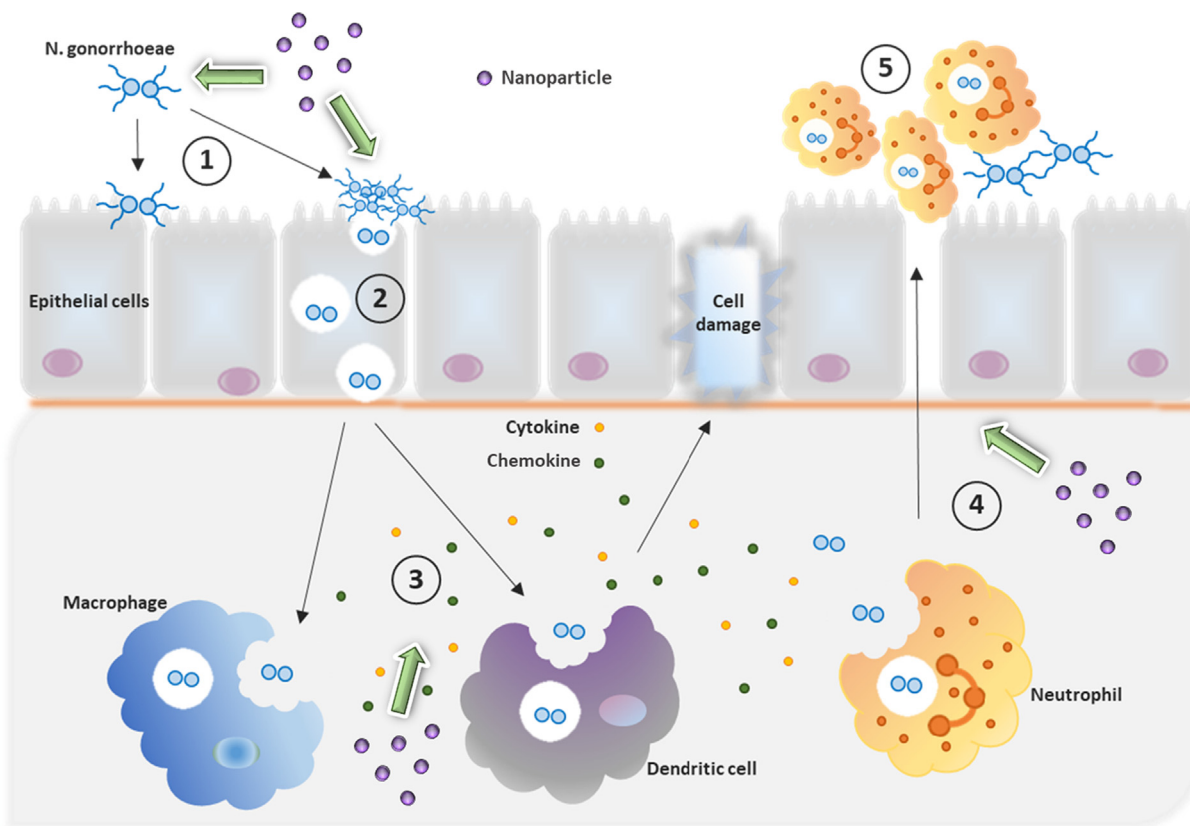 N. gonorrhoeae
Nanoparticle
5
1
2
Epithelial cells
Cell
damage
Cytokine
Chemokine
4
3
Macrophage
Neutrophil
Dendritic cell